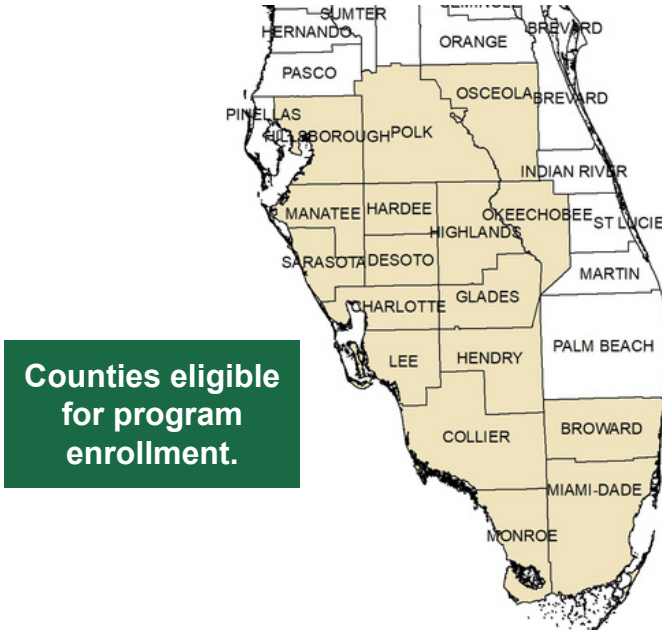 SUMTER
SEMINOLE
HERNANDO
BREVARD
ORANGE
PASCO
OSCEOLA
BREVARD
PINELLAS
HILLSBOROUGH
POLK
INDIAN RIVER
MANATEE
HARDEE
OKEECHOBEE
ST LUCIE
HIGHLANDS
SARASOTA
DESOTO
MARTIN
CHARLOTTE
GLADES
PALM BEACH
LEE
HENDRY
Counties eligible
for program
enrollment.
COLLIER
BROWARD
MIAMI-DADE
MONROE